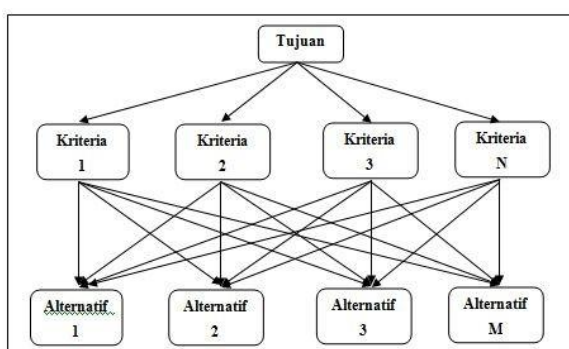 Tujuan
Kriteria
1
Kriteria
2
Kriteria
3
Kriteria
N
Alternatif
1
Alternatif
2
Alternatif
3
Alternatif
M